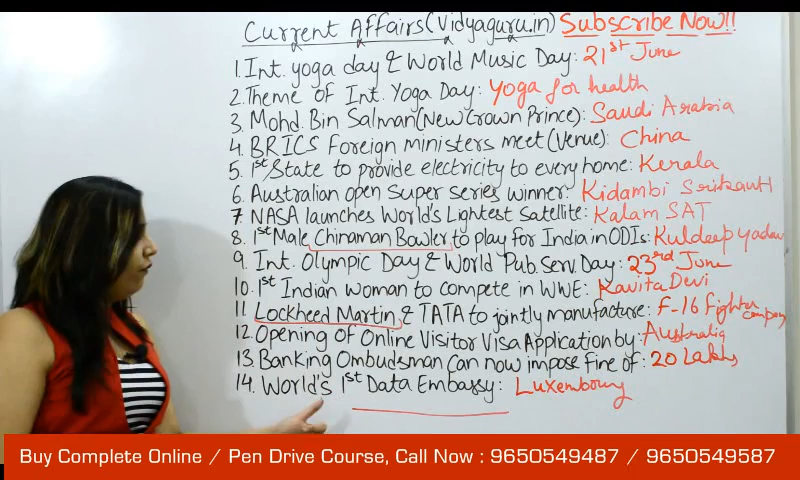 Current Affairs(Vidyaguru.in) Subscribe Now!!
1. Int. yoga day & World Music Day: 21st June
2. Theme of Int. Yoga Day: Yoga for health
3. Mohd. Bin Salman(New Crown Prince): Saudi Arabia
4. BRICS Foreign ministers meet (Venue): China
5. 1st State to provide electricity to every home: Kerala
6. Australian open Super series winner: Kidambi Srikanth
7 NASA launches World's Lightest Satellite: Kalam SAT
8. 1st Male Chinaman Bowler to play for India in ODIs: Kuldeep yadav
9. Int. Olympic Day & World Pub. Serv. Day: 23rd June
10. 1st Indian Woman to compete in WWE: Kavita Devi
11 Lockheed Martin & TATA to jointly manufacture: F-16 fighter company
12. Opening of Online Visitor Visa Application by: Australia
13. Banking Ombudsman Can now impose fine of: 20 Lakhs
14. World's 1st Data Embassy: Luxembourg
Buy Complete Online / Pen Drive Course, Call Now : 9650549487 / 9650549587